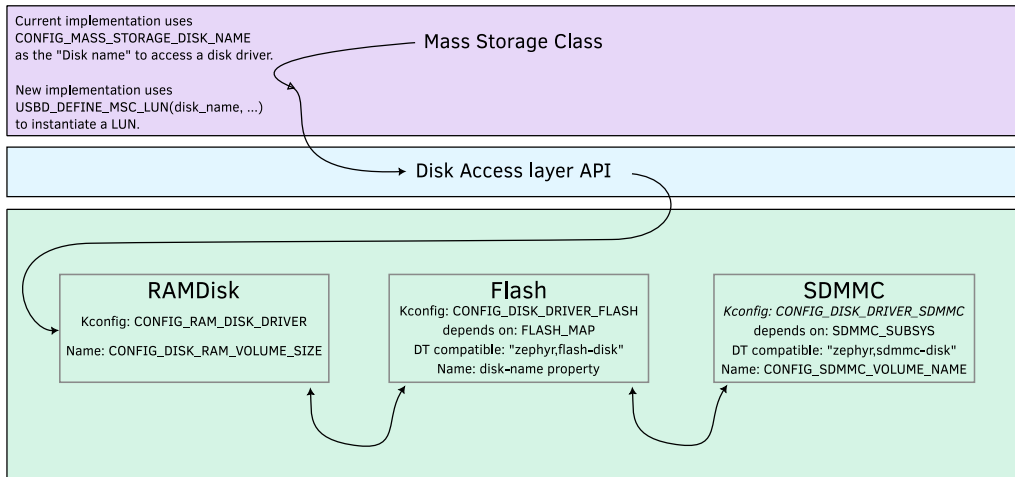 Current implementation uses
CONFIG_MASS_STORAGE_DISK_NAME
as the "Disk name" to access a disk driver.
New implementation uses
USBD_DEFINE_MSC_LUN(disk_name, ...)
to instantiate a LUN.
Mass Storage Class
Disk Access layer API
RAMDisk
Kconfig: CONFIG_RAM_DISK_DRIVER
Name: CONFIG_DISK_RAM_VOLUME_SIZE
Flash
Kconfig: CONFIG_DISK_DRIVER_FLASH
depends on: FLASH_MAP
DT compatible: "zephyr,flash-disk"
Name: disk-name property
SDMMC
Kconfig: CONFIG_DISK_DRIVER_SDMMC
depends on: SDMMC_SUBSYS
DT compatible: "zephyr,sdmmc-disk"
Name: CONFIG_SDMMC_VOLUME_NAME